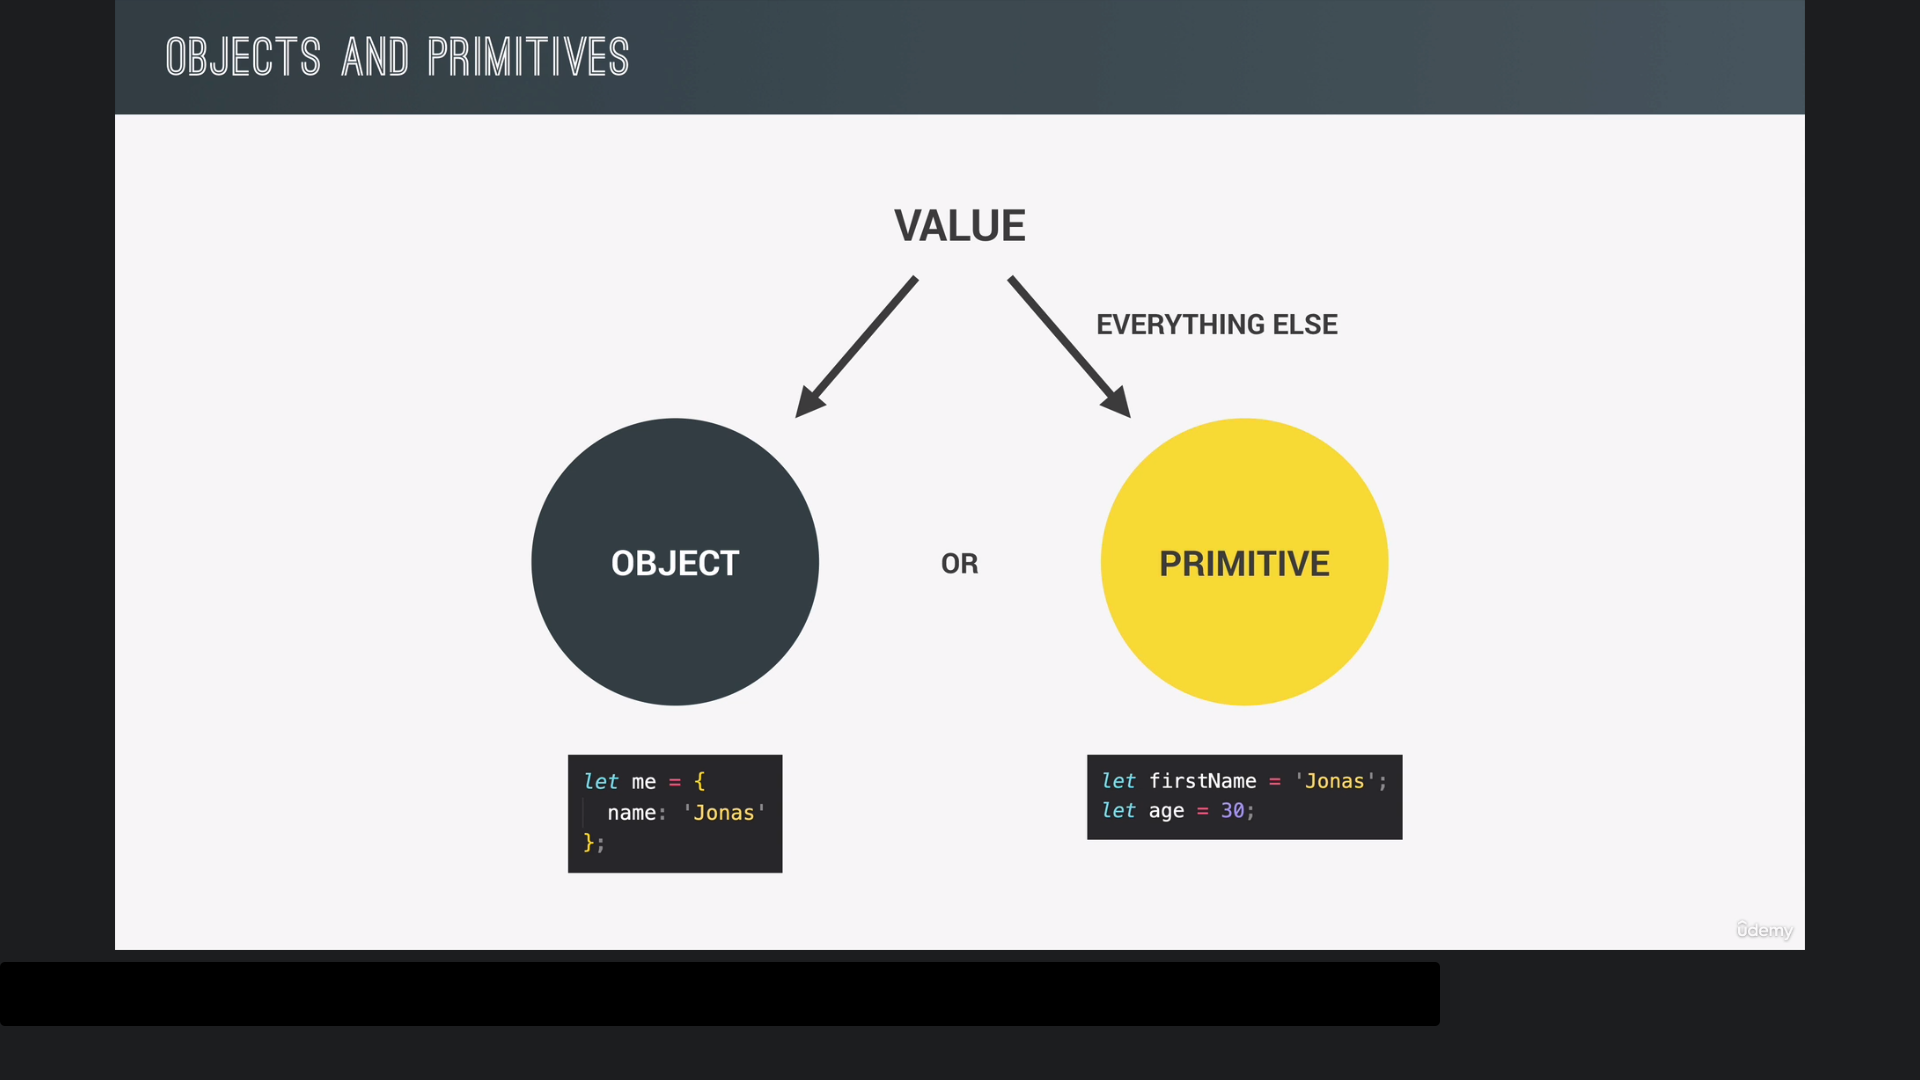 OBJECTS AND PRIMITIVES
VALUE
EVERYTHING ELSE
OBJECT
OR
PRIMITIVE
let me = {
name: 'Jonas'
};
let firstName = 'Jonas';
let age = 30;
ûdemy